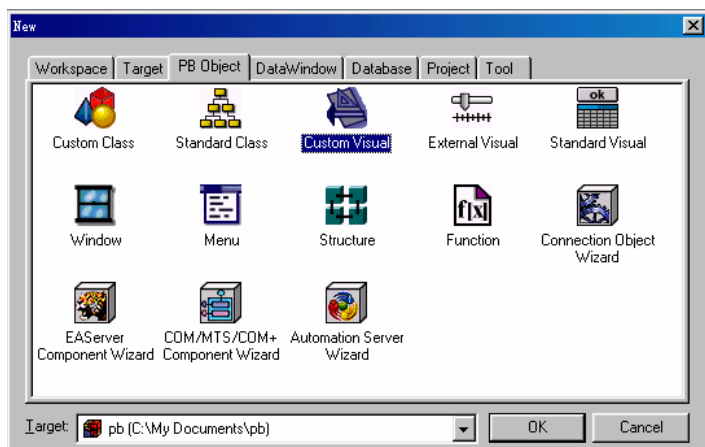 New
Workspace Target PB Object DataWindow Database Project Tool
ok
Custom Class Standard Class Custom Visual External Visual Standard Visual
f(x)
Window Menu Structure Function Connection Object
Wizard
EAServer COM/MTS/COM+ Automation Server
Component Wizard Component Wizard Wizard
Target: pb (C:\My Documents\pb) OK Cancel